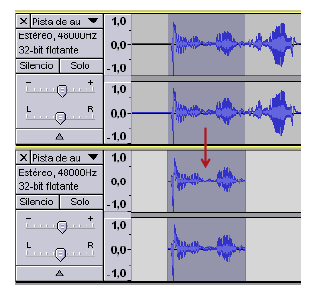 × Pista de au ▼ 1,0
Estéreo, 48000Hz
32-bit flotante 0,0-
Silencio Solo
-1,0
- + 1,0
L R 0,0-
-1,0
× Pista de au ▼ 1,0
Estéreo, 48000Hz
32-bit flotante 0,0-
Silencio Solo
-1,0
- + 1,0
L R 0,0-
-1,0